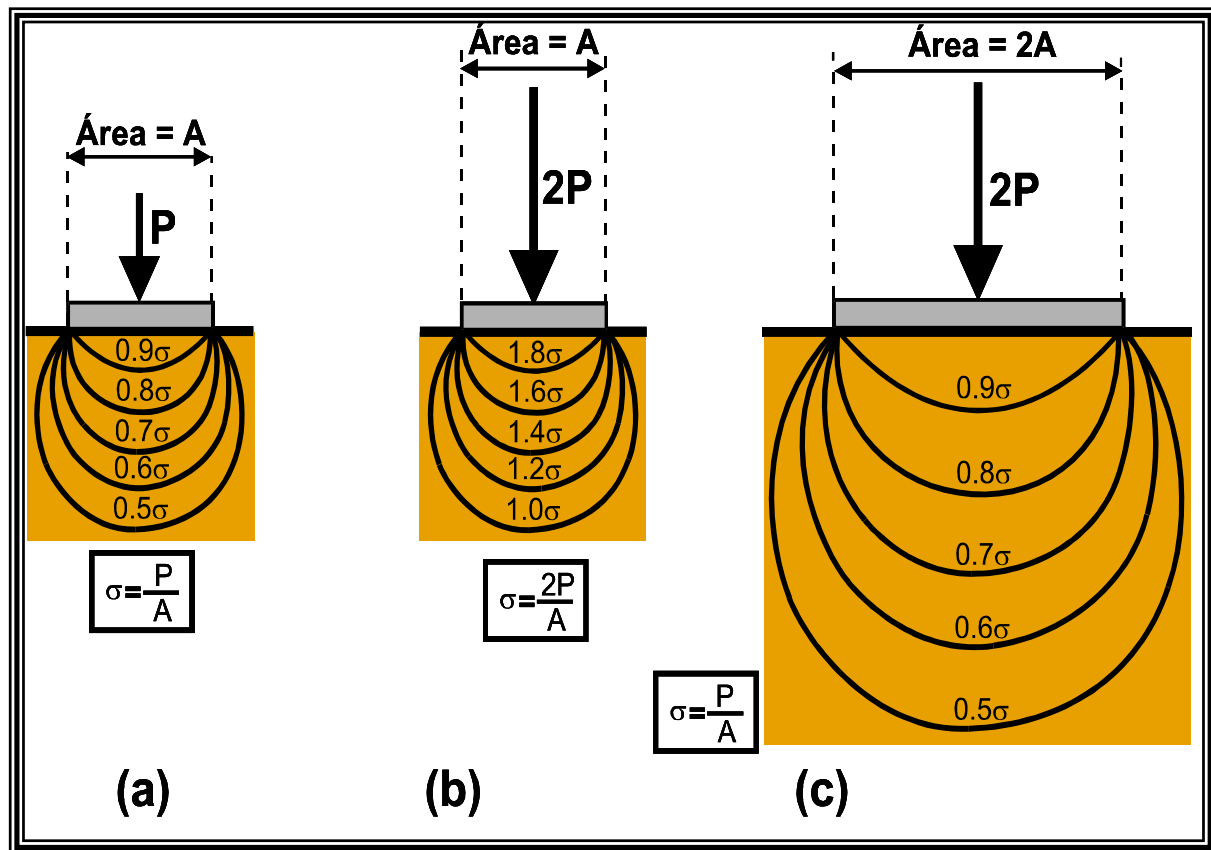 Área = A
P
0.9σ
0.8σ
0.7σ
0.6σ
0.5σ
σ=P/A
(a)
Área = A
2P
1.8σ
1.6σ
1.4σ
1.2σ
1.0σ
σ=2P/A
(b)
Área = 2A
2P
0.9σ
0.8σ
0.7σ
0.6σ
0.5σ
σ=P/A
(c)